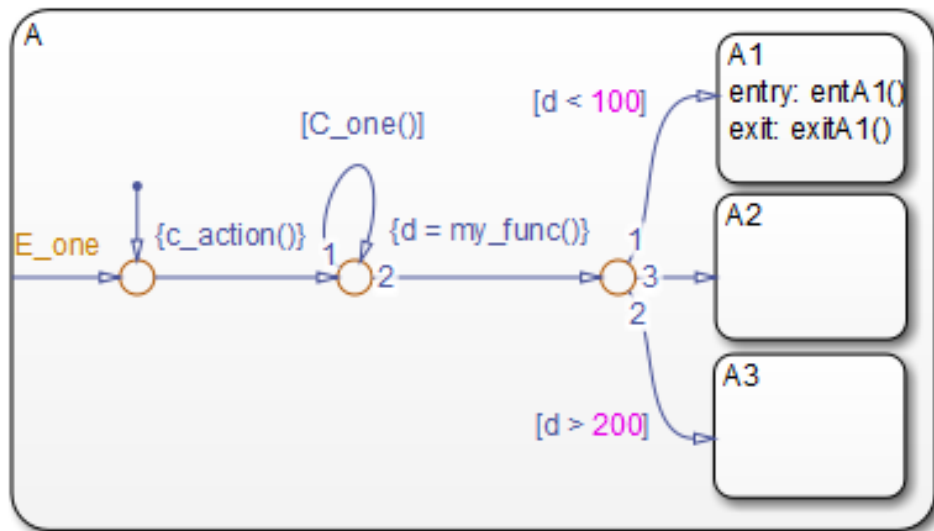 A
A1
entry: entA1()
exit: exitA1()
[d < 100]
[C_one()]
E_one
{c_action()}
1
{d = my_func()}
2
1
3
2
A2
A3
[d > 200]